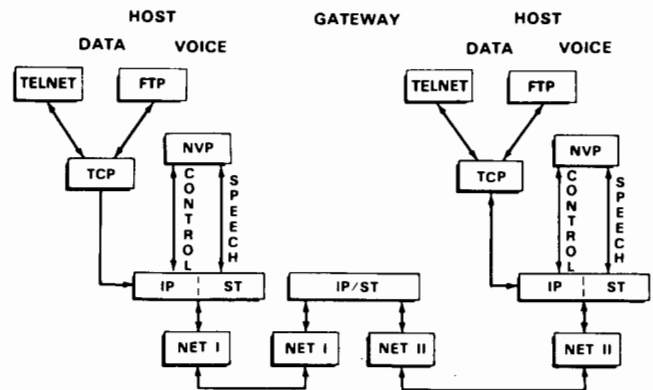 HOST GATEWAY HOST
DATA VOICE DATA VOICE
TELNET FTP TELNET FTP
NVP NVP
TCP TCP
CONTROL SPEECH CONTROL SPEECH
IP ST IP/ST IP ST
NET I NET I NET II NET II